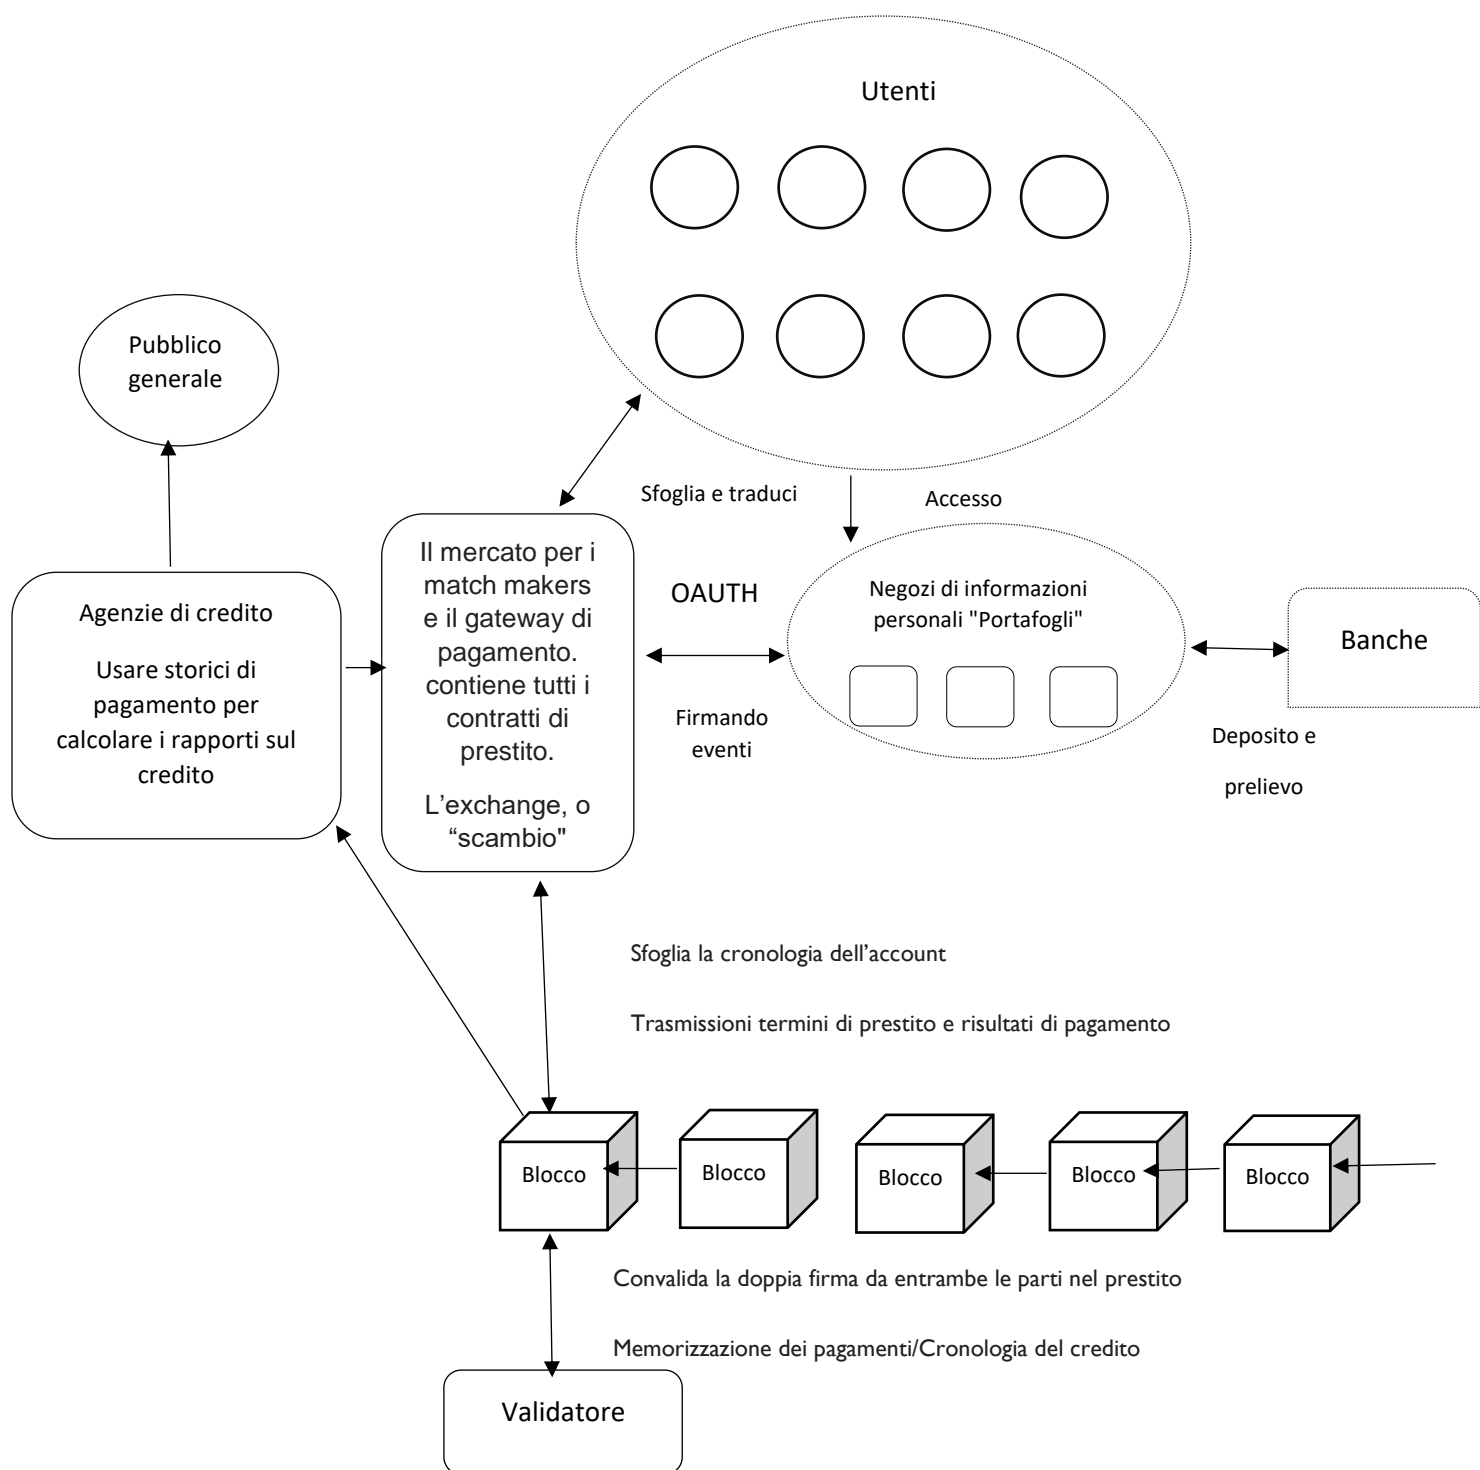 Utenti
Pubblico
generale
Sfoglia e traduci
Accesso
Agenzie di credito
Usare storici di
pagamento per
calcolare i rapporti sul
credito
Il mercato per i
match makers
e il gateway di
pagamento.
contiene tutti i
contratti di
prestito.
L’exchange, o
“scambio"
OAUTH
Firmando
eventi
Negozi di informazioni
personali "Portafogli"
Banche
Deposito e
prelievo
Sfoglia la cronologia dell’account
Trasmissioni termini di prestito e risultati di pagamento
Blocco
Blocco
Blocco
Blocco
Blocco
Convalida la doppia firma da entrambe le parti nel prestito
Memorizzazione dei pagamenti/Cronologia del credito
Validatore